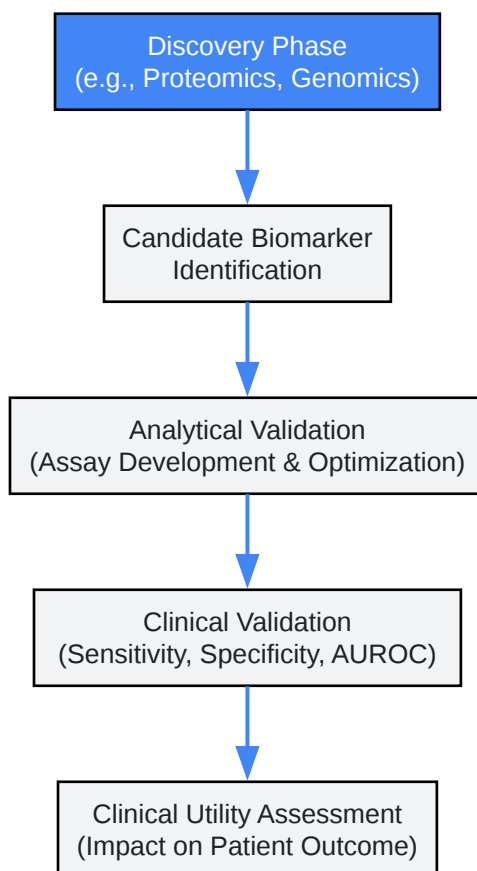 Discovery Phase
(e.g., Proteomics, Genomics)
Candidate Biomarker
Identification
Analytical Validation
(Assay Development & Optimization)
Clinical Validation
(Sensitivity, Specificity, AUROC)
Clinical Utility Assessment
(Impact on Patient Outcome)